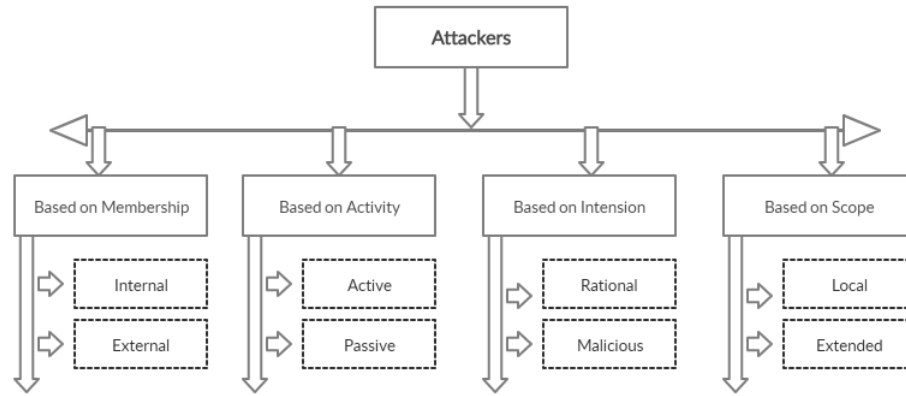 Attackers
Based on Membership
Based on Activity
Based on Intension
Based on Scope
Internal
Active
Rational
Local
External
Passive
Malicious
Extended